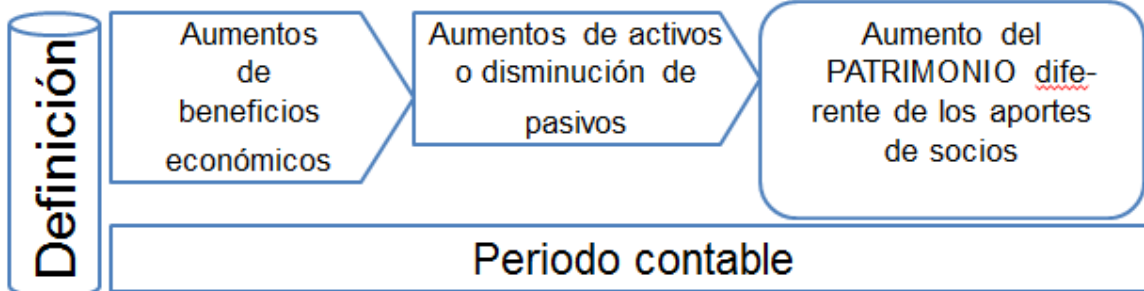 Definición
Aumentos
de
beneficios
económicos
Aumentos de activos
o disminución de
pasivos
Aumento del
PATRIMONIO dife-
rente de los aportes
de socios
Periodo contable